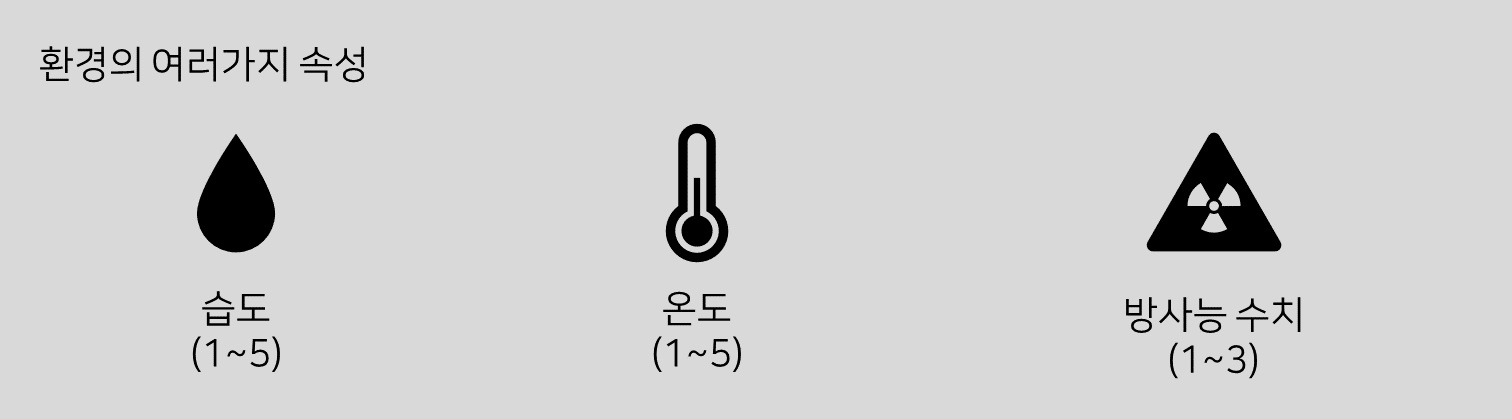 환경의 여러가지 속성
습도
(1~5)
온도
(1~5)
방사능 수치
(1~3)